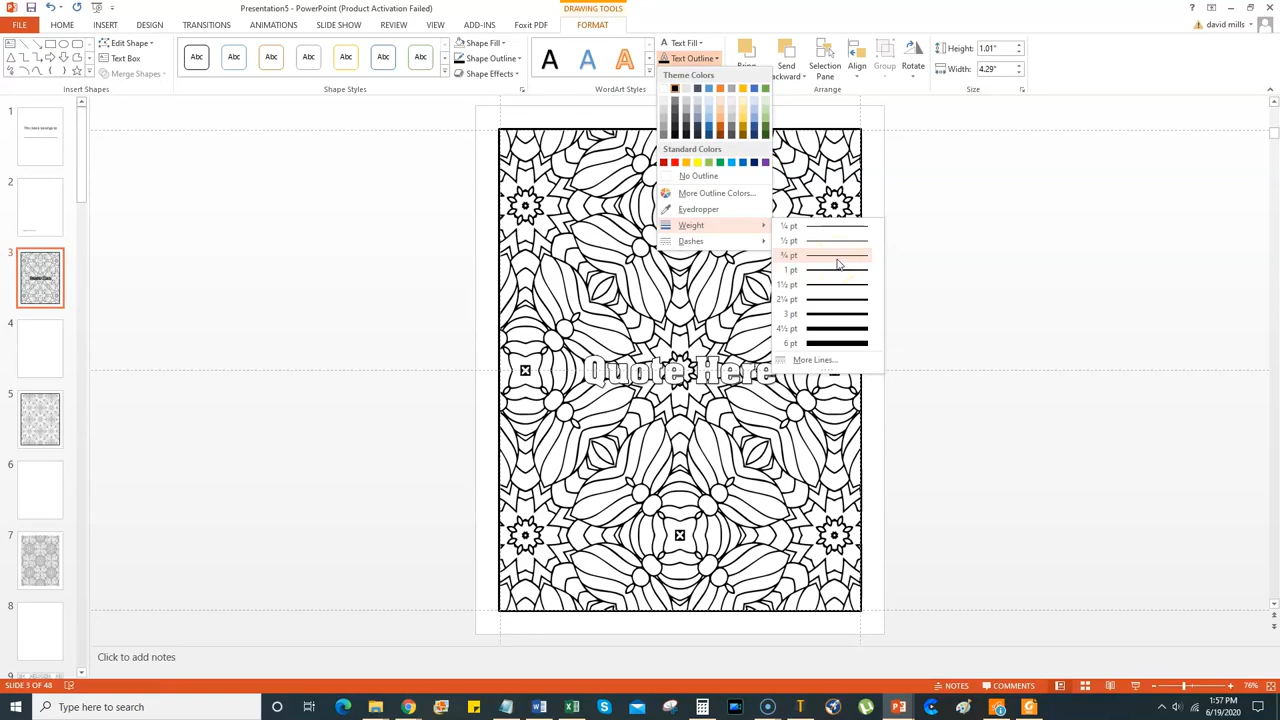 Presentation5 - PowerPoint (Product Activation Failed)
DRAWING TOOLS
FILE HOME INSERT DESIGN TRANSITIONS ANIMATIONS SLIDE SHOW REVIEW VIEW ADD-INS Foxit PDF FORMAT
david mills
Edit Shape
Text Box
Merge Shapes
Insert Shapes
Abc Abc Abc Abc Abc Abc
Shape Fill
Shape Outline
Shape Effects
Shape Styles
A A A
WordArt Styles
Text Fill
Text Outline
Send
Backward
Selection
Pane
Align
Group
Rotate
Arrange
Height: 1.01"
Width: 4.29"
Size
Theme Colors
Standard Colors
No Outline
More Outline Colors...
Eyedropper
Weight
Dashes
¼ pt
½ pt
¾ pt
1 pt
1½ pt
2¼ pt
3 pt
4½ pt
6 pt
More Lines...
1
2
3
4
5
6
7
8
9
Quote Here
Click to add notes
SLIDE 3 OF 48
NOTES
COMMENTS
76%
Type here to search
1:57 PM
6/19/2020